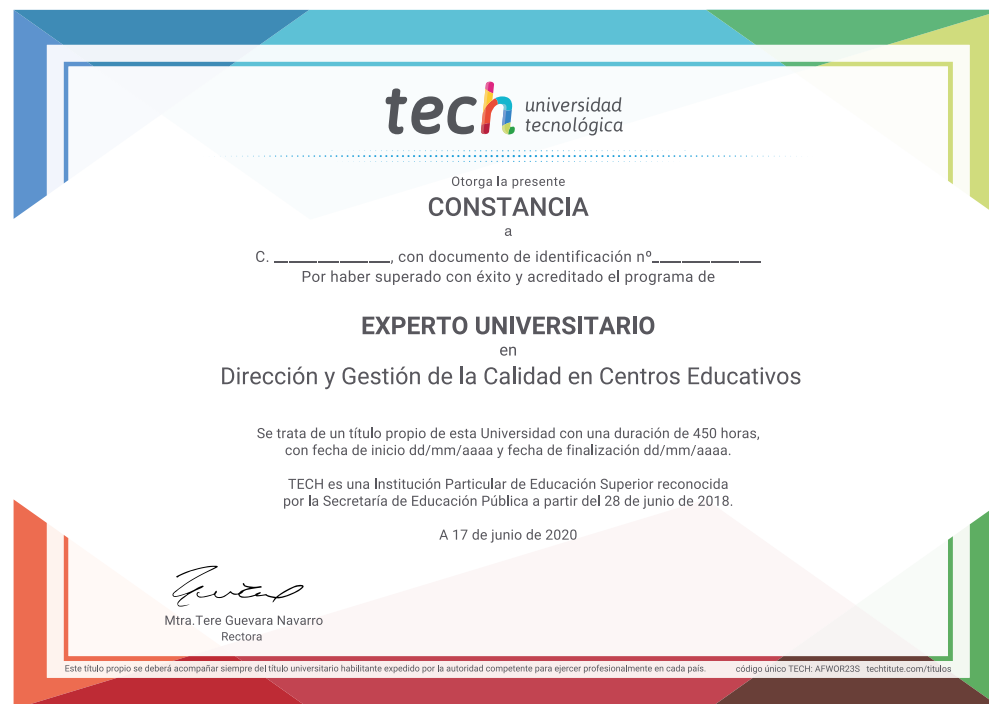 tech universidad
tecnológica
Otorga la presente
CONSTANCIA
a
C. ______________, con documento de identificación nº_____________
Por haber superado con éxito y acreditado el programa de
EXPERTO UNIVERSITARIO
en
Dirección y Gestión de la Calidad en Centros Educativos
Se trata de un título propio de esta Universidad con una duración de 450 horas,
con fecha de inicio dd/mm/aaaa y fecha de finalización dd/mm/aaaa.
TECH es una Institución Particular de Educación Superior reconocida
por la Secretaría de Educación Pública a partir del 28 de junio de 2018.
A 17 de junio de 2020
Mtra.Tere Guevara Navarro
Rectora
Este título propio se deberá acompañar siempre del título universitario habilitante expedido por la autoridad competente para ejercer profesionalmente en cada país. código único TECH: AFWOR23S techtitute.com/titulos